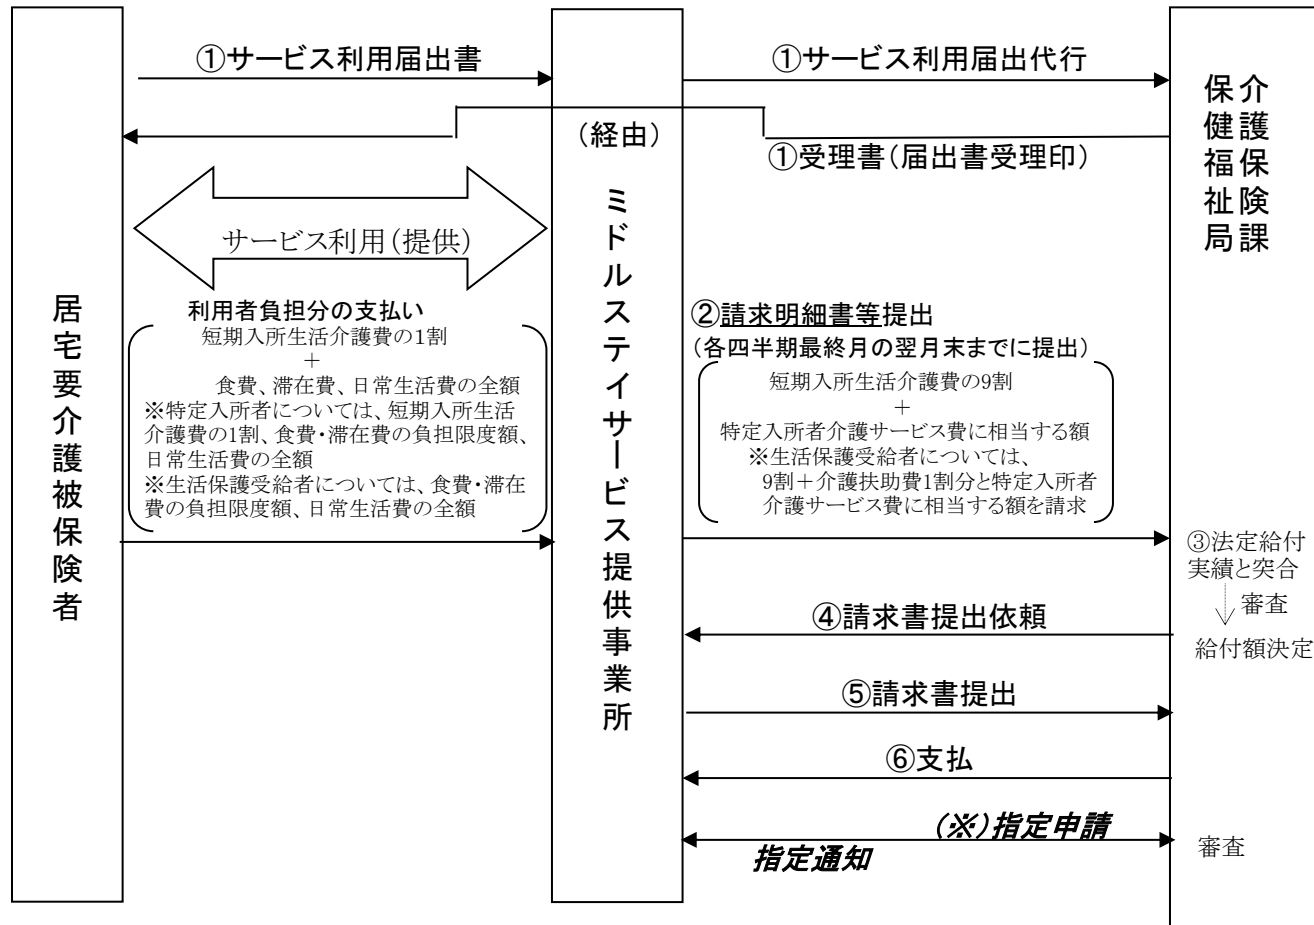 ①サービス利用届出書
①サービス利用届出代行
(経由)
①受理書(届出書受理印)
介護保険課
保健福祉局
サービス利用(提供)
居宅要介護被保険者
ミドルステイサービス提供事業所
利用者負担分の支払い
短期入所生活介護費の1割
+
食費、滞在費、日常生活費の全額
※特定入所者については、短期入所生活
介護費の1割、食費・滞在費の負担限度額、
日常生活費の全額
※生活保護受給者については、食費・滞在
費の負担限度額、日常生活費の全額
②請求明細書等提出
(各四半期最終月の翌月末までに提出)
短期入所生活介護費の9割
+
特定入所者介護サービス費に相当する額
※生活保護受給者については、
9割+介護扶助費1割分と特定入所者
介護サービス費に相当する額を請求
③法定給付
実績と突合
審査
給付額決定
④請求書提出依頼
⑤請求書提出
⑥支払
(※)指定申請
指定通知
審査